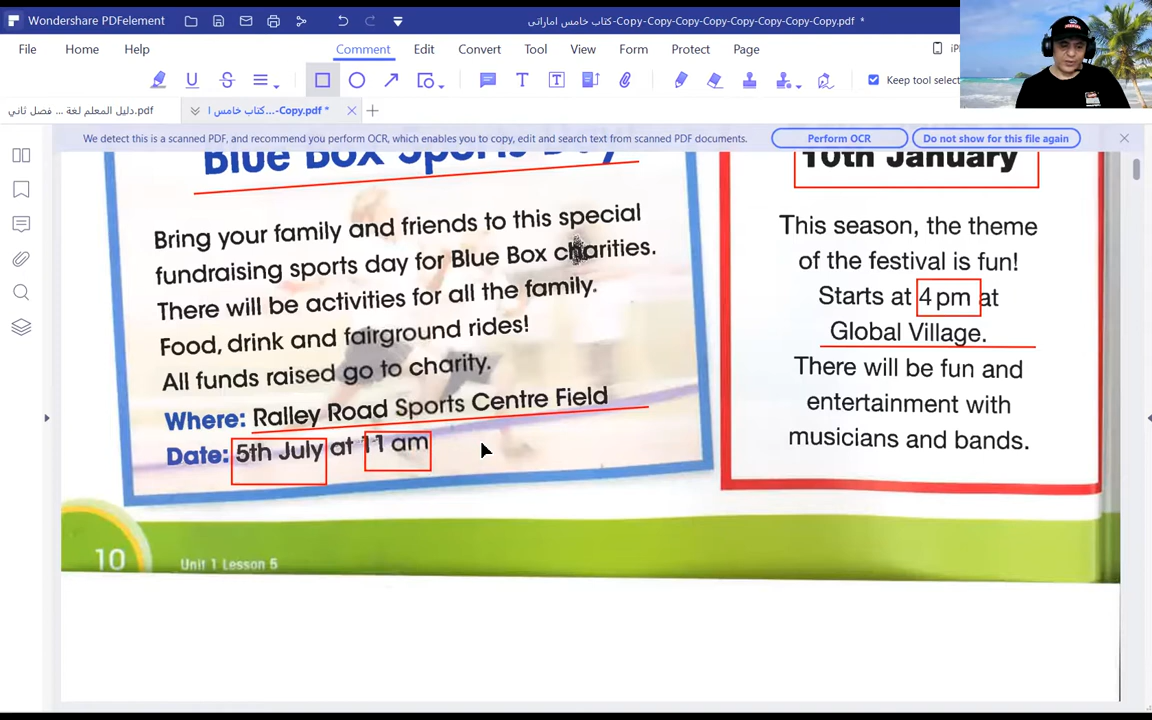 Wondershare PDFelement
كتاب خامس اماراتى-Copy-Copy-Copy-Copy-Copy-Copy-Copy.pdf *
File Home Help Comment Edit Convert Tool View Form Protect Page
Keep tool selec
دليل المعلم لغة ... فصل ثاني.pdf
كتاب خامس ا...-Copy.pdf *
We detect this is a scanned PDF, and recommend you perform OCR, which enables you to copy, edit and search text from scanned PDF documents.
Perform OCR
Do not show for this file again
Blue Box Sports Day
Bring your family and friends to this special
fundraising sports day for Blue Box charities.
There will be activities for all the family.
Food, drink and fairground rides!
All funds raised go to charity.
Where: Ralley Road Sports Centre Field
Date: 5th July at 11 am
10th January
This season, the theme
of the festival is fun!
Starts at 4 pm at
Global Village.
There will be fun and
entertainment with
musicians and bands.
10
Unit 1 Lesson 5